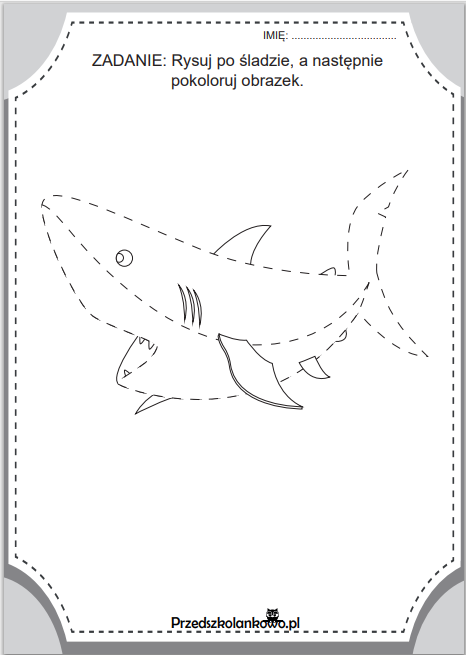 IMIĘ: ....................................
ZADANIE: Rysuj po śladzie, a następnie
pokoloruj obrazek.
Przedszkolankowo.pl